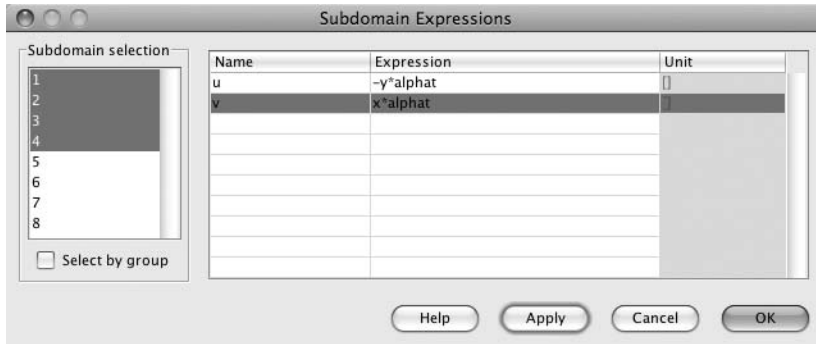 Subdomain Expressions
Subdomain selection
1
2
3
4
5
6
7
8
Select by group
Name Expression Unit
u -y*alphat []
v x*alphat []
Help Apply Cancel OK